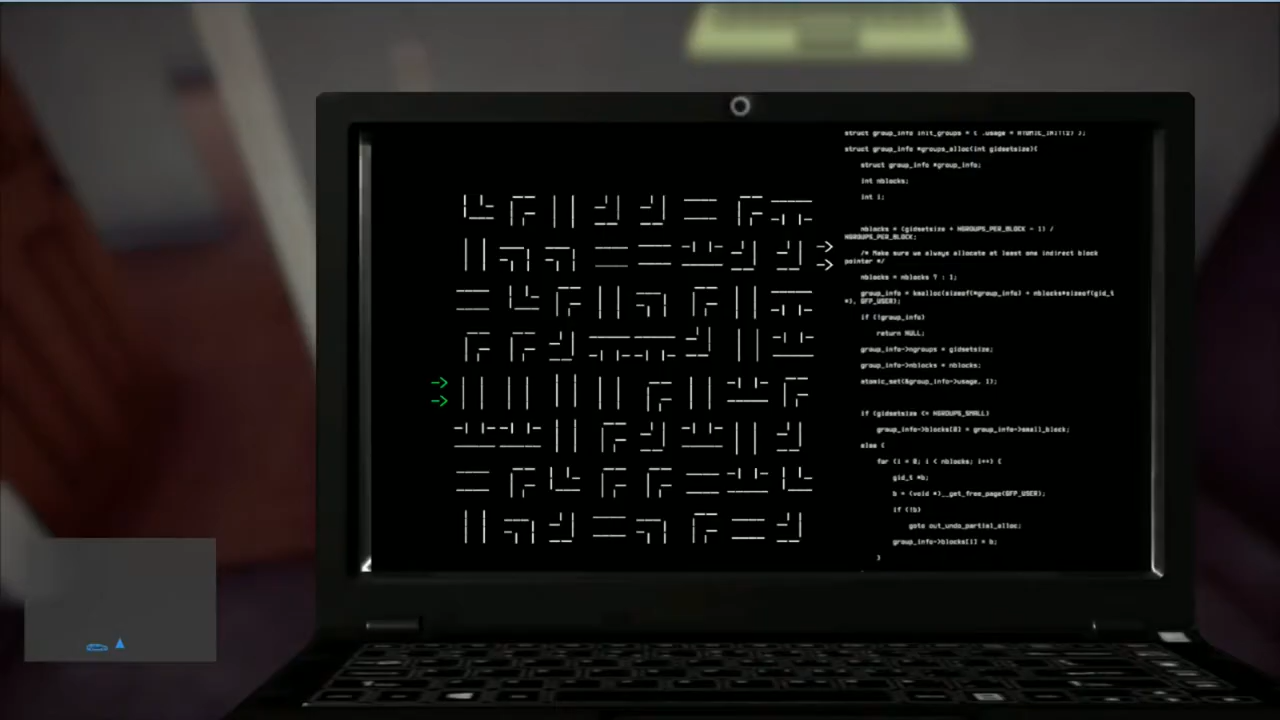 struct group_info init_groups = { .usage = ATOMIC_INIT(2) };
struct group_info *groups_alloc(int gidsetsize){
struct group_info *group_info;
int nblocks;
int i;
nblocks = (gidsetsize + NGROUPS_PER_BLOCK - 1) /
NGROUPS_PER_BLOCK;
/* Make sure we always allocate at least one indirect block
pointer */
nblocks = nblocks ? : 1;
group_info = kmalloc(sizeof(*group_info) + nblocks*sizeof(gid_t
*), GFP_USER);
if (!group_info)
return NULL;
group_info->ngroups = gidsetsize;
group_info->nblocks = nblocks;
atomic_set(&group_info->usage, 1);
if (gidsetsize <= NGROUPS_SMALL)
group_info->blocks[0] = group_info->small_block;
else {
for (i = 0; i < nblocks; i++) {
gid_t *b;
b = (void *)__get_free_page(GFP_USER);
if (!b)
goto out_undo_partial_alloc;
group_info->blocks[i] = b;
}